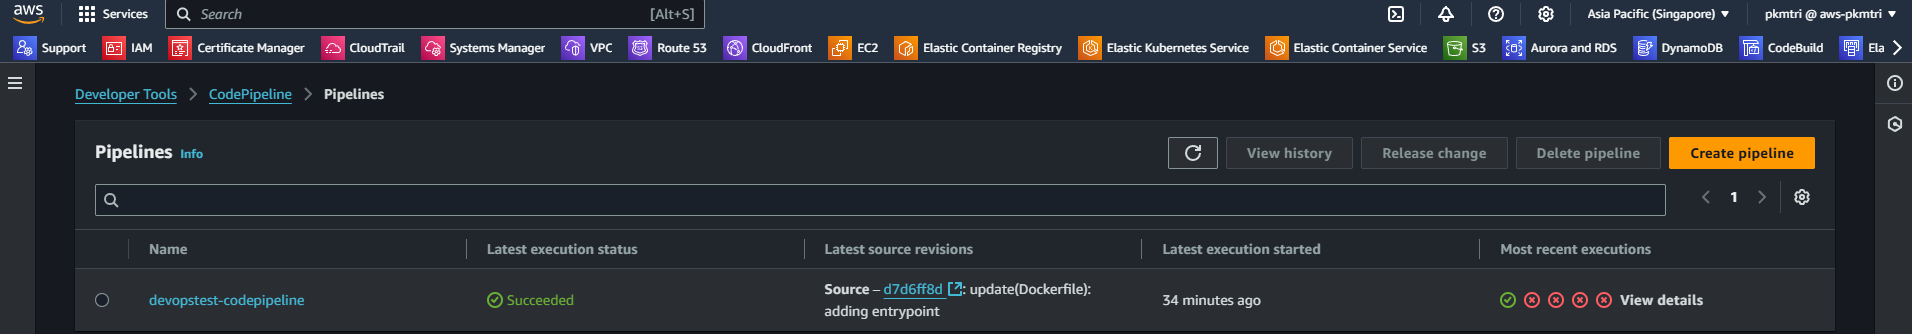 aws Services Search [Alt+S] Asia Pacific (Singapore) pkmtri @ aws-pkmtri
Support IAM Certificate Manager CloudTrail Systems Manager VPC Route 53 CloudFront EC2 Elastic Container Registry Elastic Kubernetes Service Elastic Container Service S3 Aurora and RDS DynamoDB CodeBuild Ela
Developer Tools CodePipeline Pipelines
Pipelines Info View history Release change Delete pipeline Create pipeline
1
Name Latest execution status Latest source revisions Latest execution started Most recent executions
devopstest-codepipeline Succeeded Source – d7d6ff8d : update(Dockerfile): 34 minutes ago View details
adding entrypoint